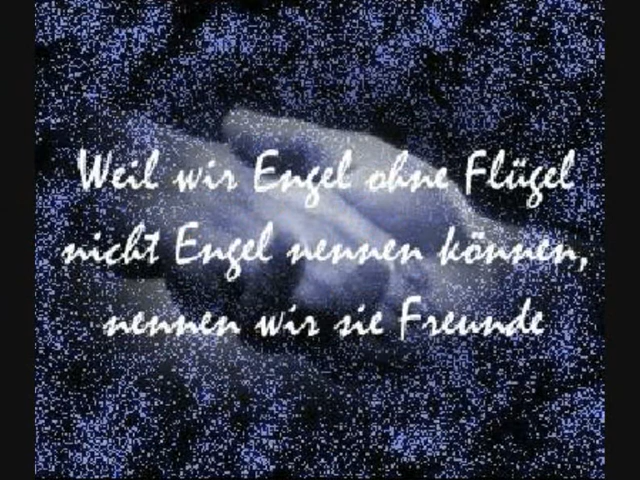 Weil wir Engel ohne Flügel
nicht Engel nennen können,
nennen wir sie Freunde